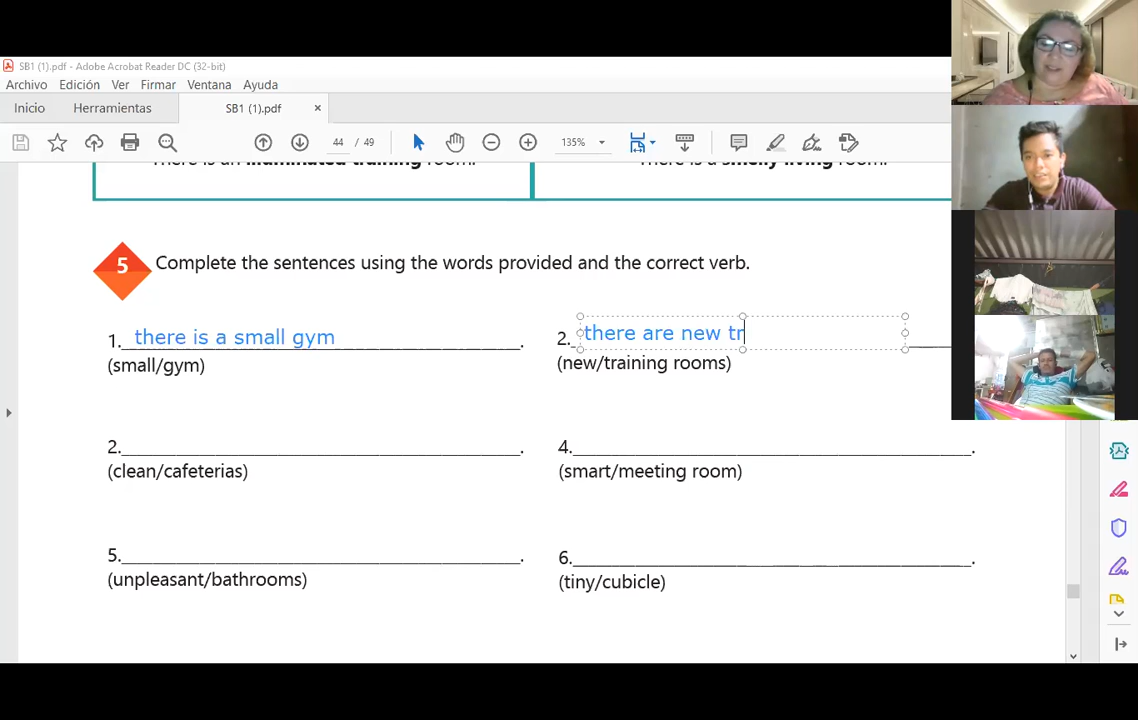 SB1 (1).pdf - Adobe Acrobat Reader DC (32-bit)
Archivo Edición Ver Firmar Ventana Ayuda
Inicio Herramientas SB1 (1).pdf ×
44 / 49 135%
There is an illuminated training room. There is a smelly living room.
5 Complete the sentences using the words provided and the correct verb.
1. there is a small gym . 2. there are new tr
(small/gym) (new/training rooms)
2. . 4. .
(clean/cafeterias) (smart/meeting room)
5. . 6. .
(unpleasant/bathrooms) (tiny/cubicle)